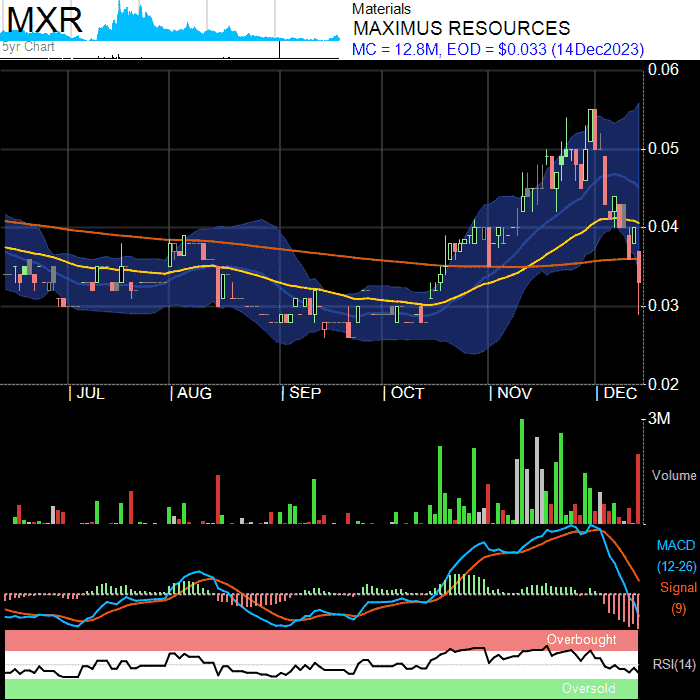 MXR
5yr Chart
Materials
MAXIMUS RESOURCES
MC = 12.8M, EOD = $0.033 (14Dec2023)
0.06
0.05
0.04
0.03
0.02
JUL AUG SEP OCT NOV DEC
3M
Volume
MACD
(12-26)
Signal
(9)
Overbought
RSI(14)
Oversold